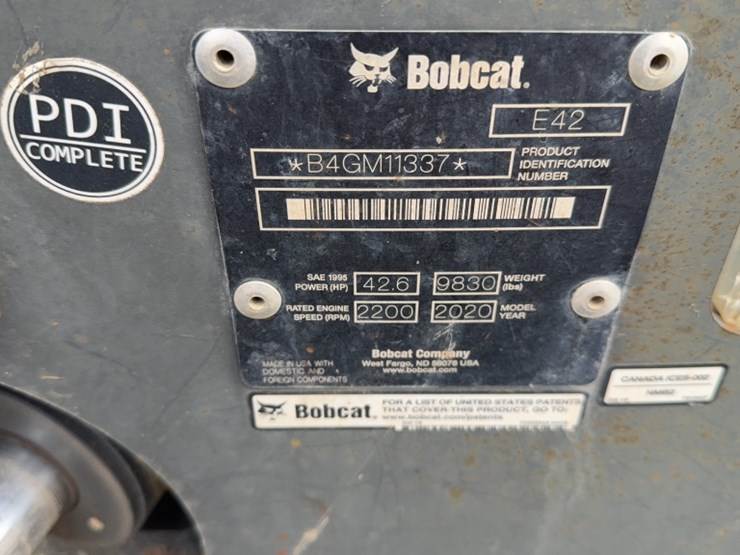 PDI
COMPLETE
Bobcat.
E42
*B4GM11337*
PRODUCT
IDENTIFICATION
NUMBER
SAE 1995
POWER (HP)
42.6
9830
WEIGHT
(lbs)
RATED ENGINE
SPEED (RPM)
2200
2020
MODEL
YEAR
MADE IN USA WITH
DOMESTIC AND
FOREIGN COMPONENTS
Bobcat Company
West Fargo, ND 58078 USA
www.bobcat.com
Bobcat.
FOR A LIST OF UNITED STATES PATENTS
THAT COVER THIS PRODUCT, GO TO:
www.bobcat.com/patents
CANADA ICES-002